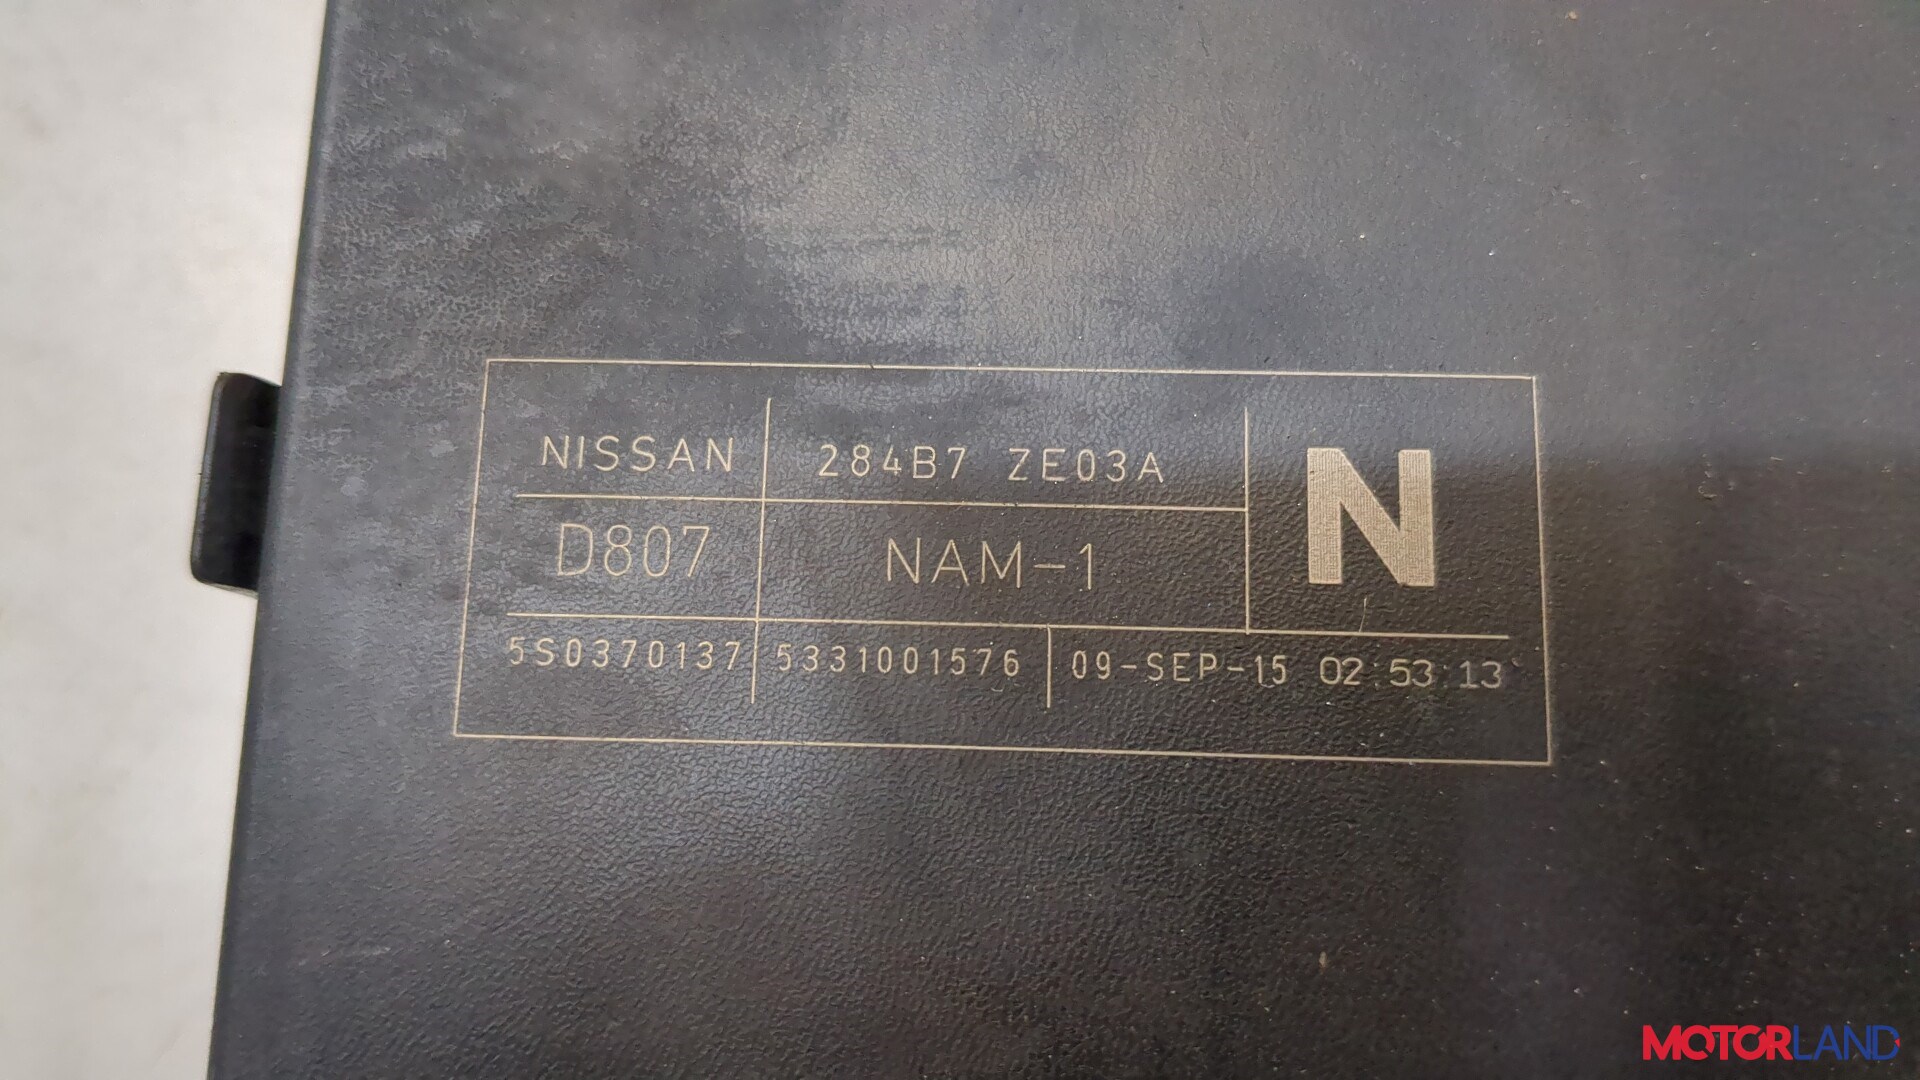 NISSAN 284B7 ZE03A N
D807 NAM-1
5S0370137 5331001576 09-SEP-15 02:53:13
MOTORLAND